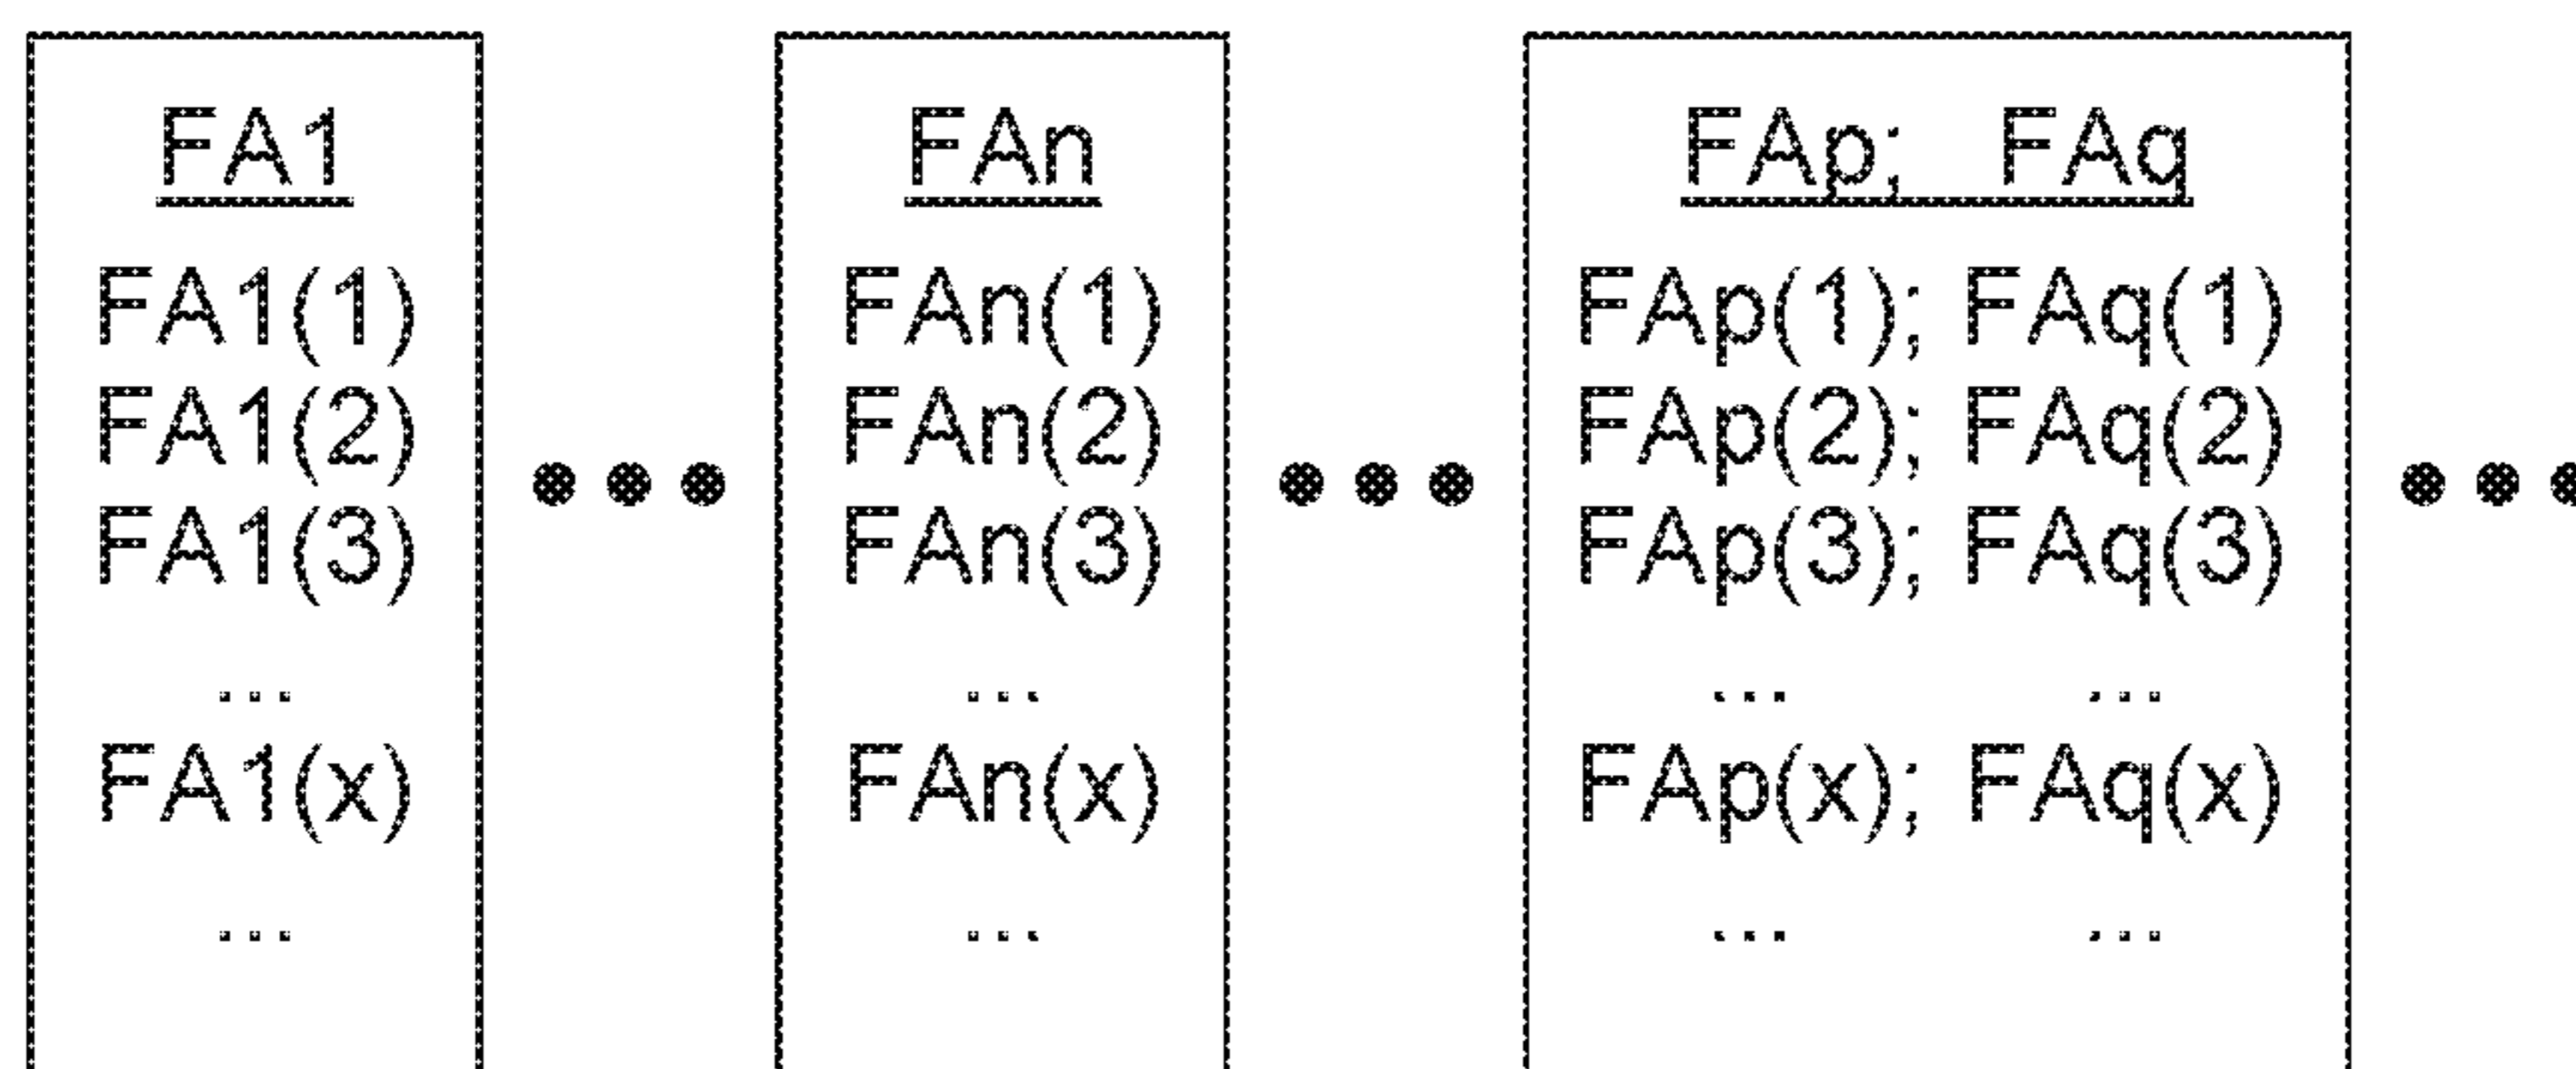 FA1
FA1(1)
FA1(2)
FA1(3)
...
FA1(x)
...
FAn
FAn(1)
FAn(2)
FAn(3)
...
FAn(x)
...
FAp; FAq
FAp(1); FAq(1)
FAp(2); FAq(2)
FAp(3); FAq(3)
... ...
FAp(x); FAq(x)
... ...